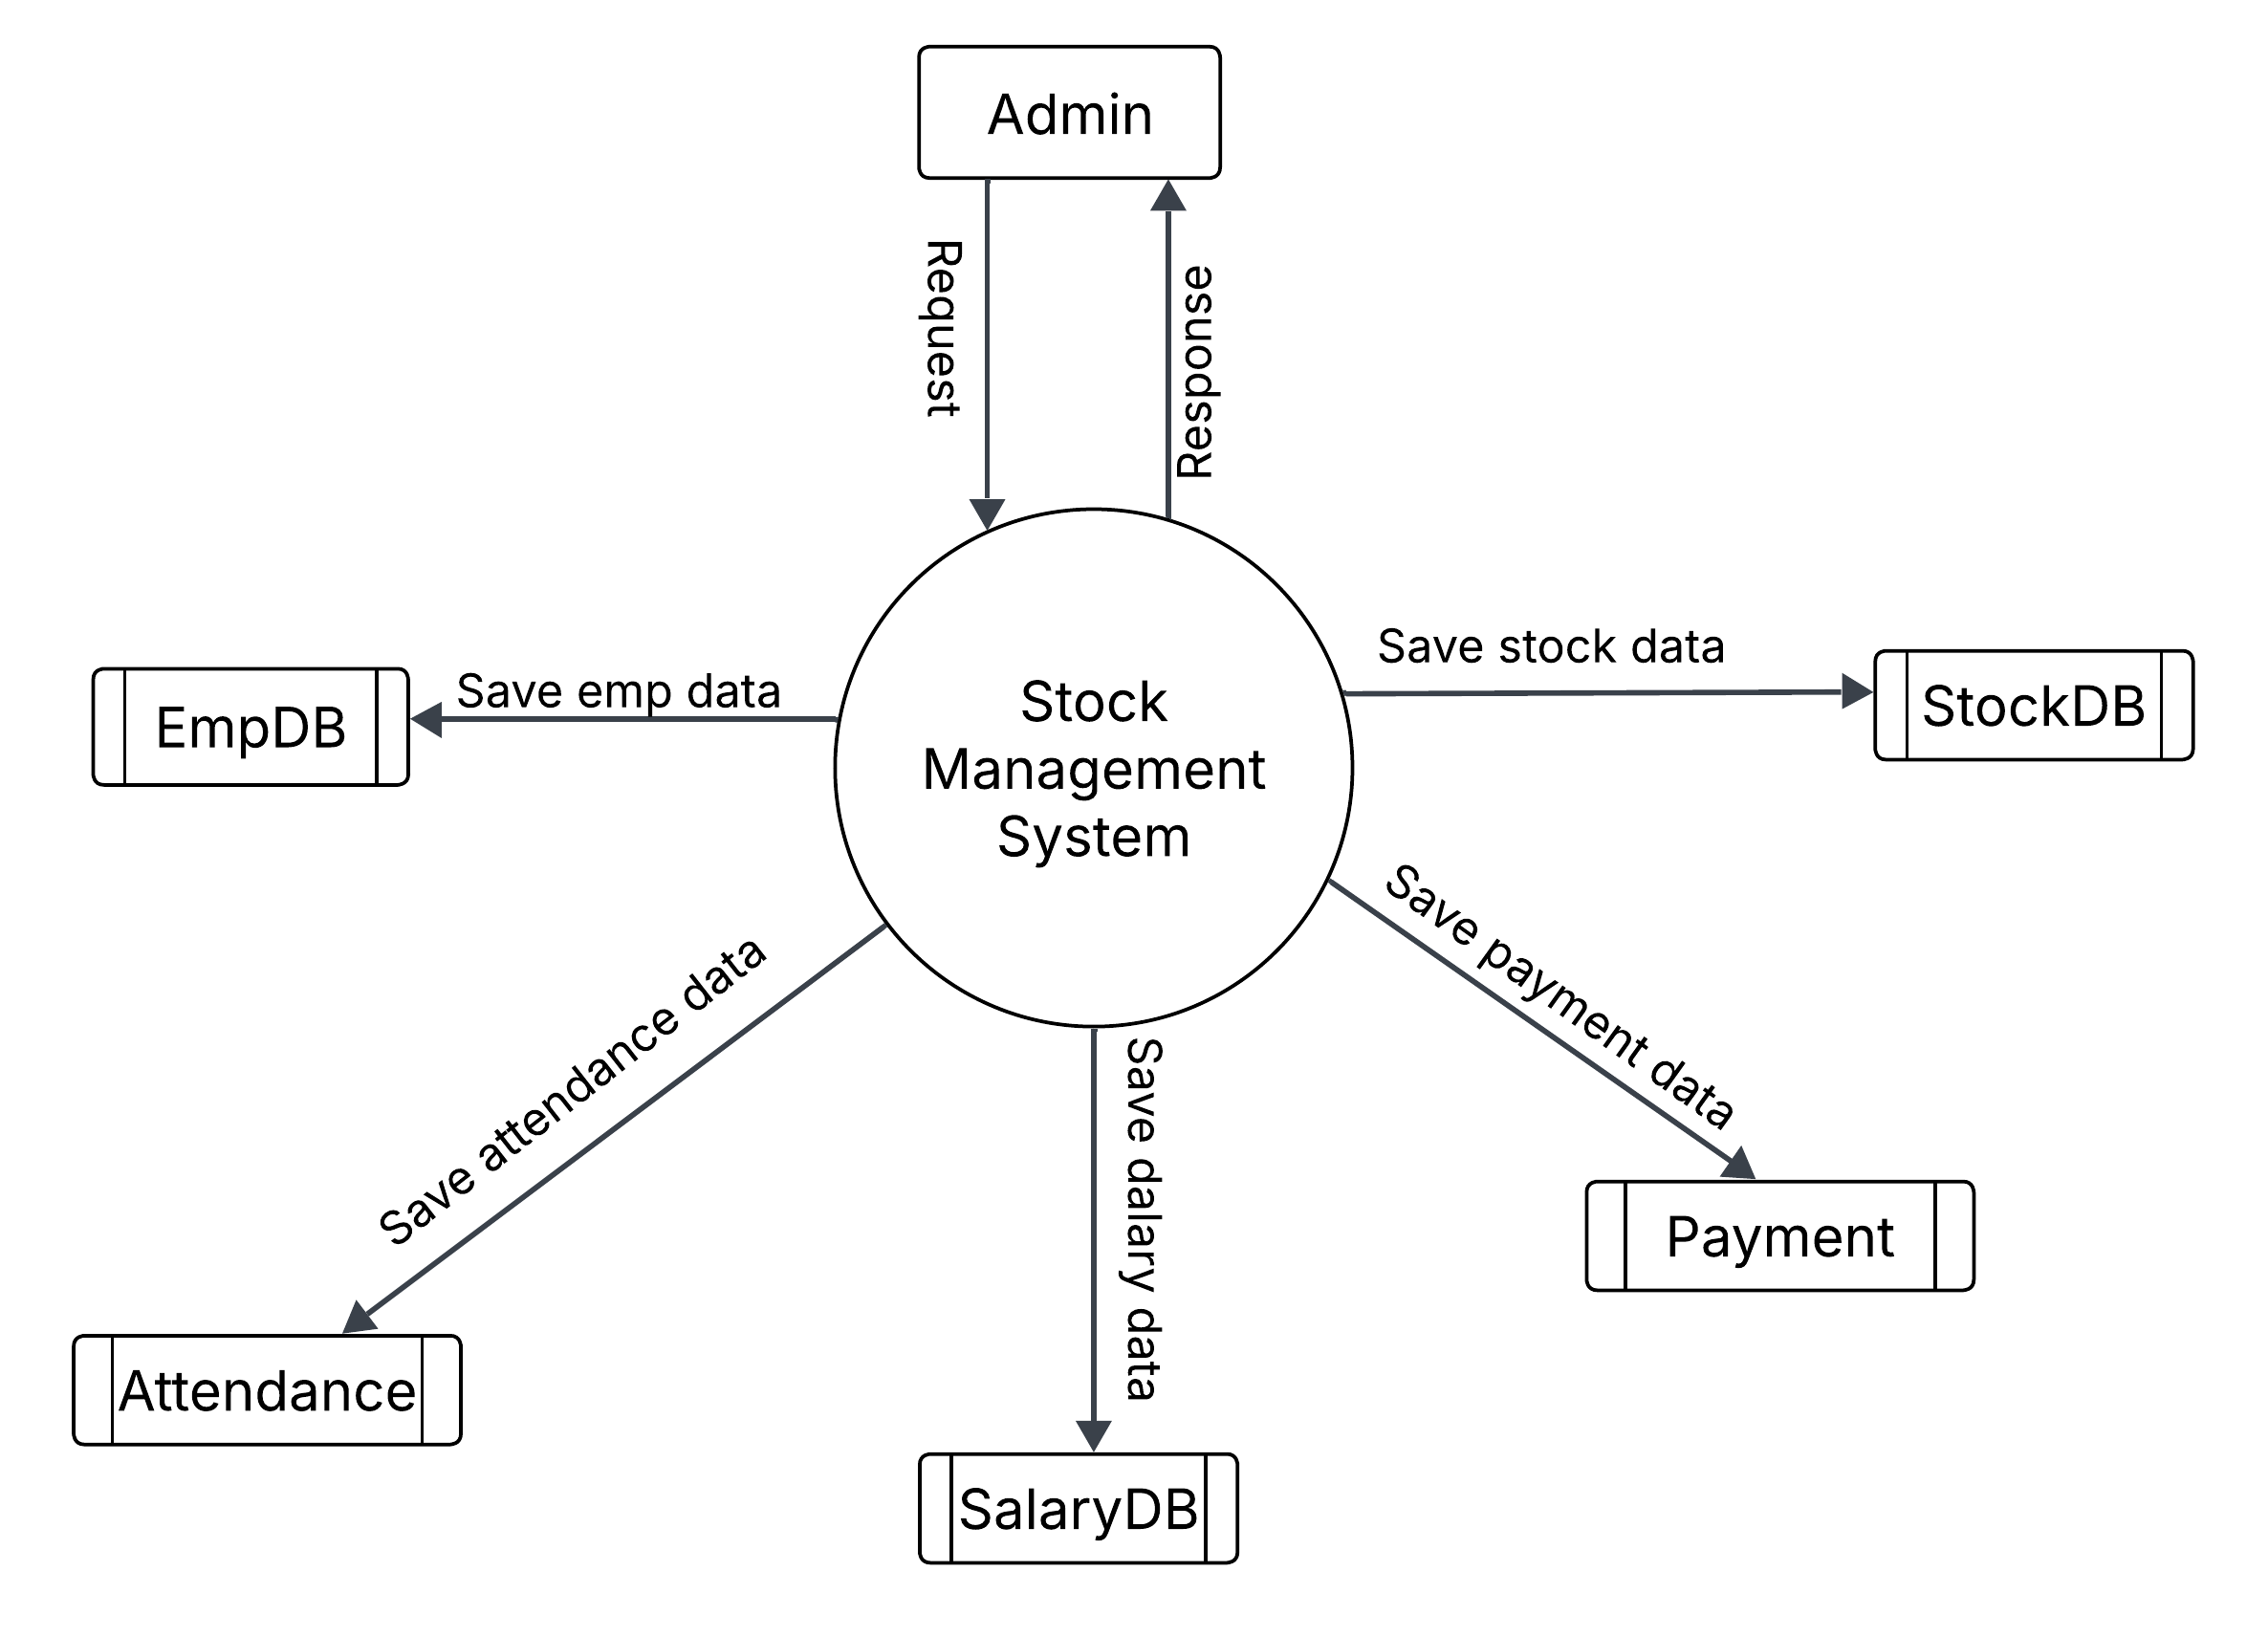 Admin
Request
Response
Save emp data
EmpDB
Stock
Management
System
Save stock data
StockDB
Save attendance data
Attendance
Save dalary data
SalaryDB
Save payment data
Payment